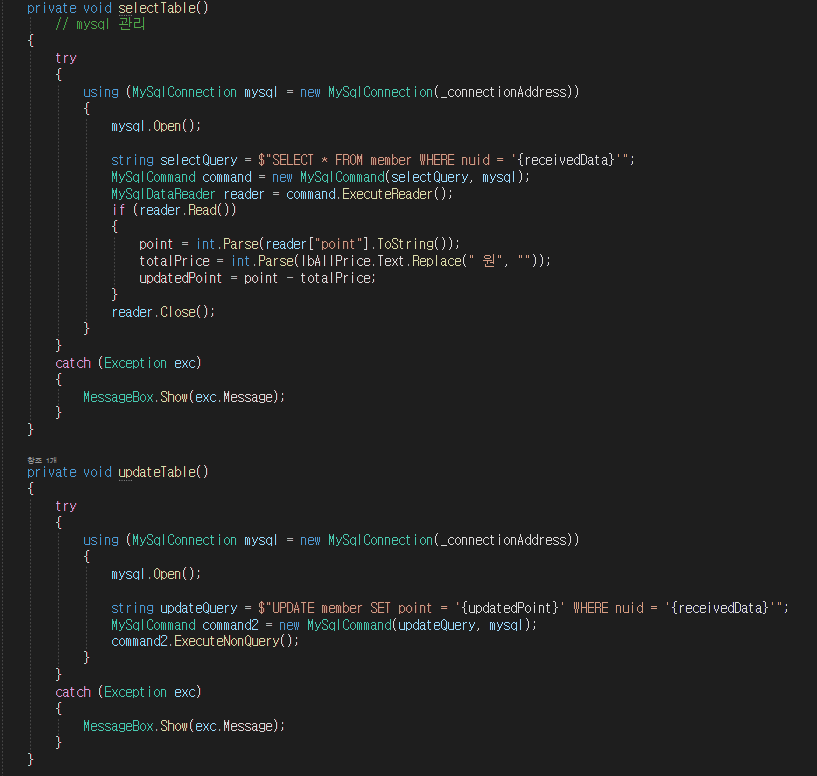 private void selectTable()
// mysql 관리
{
try
{
using (MySqlConnection mysql = new MySqlConnection(_connectionAddress))
{
mysql.Open();
string selectQuery = $"SELECT * FROM member WHERE nuid = '{receivedData}'";
MySqlCommand command = new MySqlCommand(selectQuery, mysql);
MySqlDataReader reader = command.ExecuteReader();
if (reader.Read())
{
point = int.Parse(reader["point"].ToString());
totalPrice = int.Parse(lbAllPrice.Text.Replace(" 원", ""));
updatedPoint = point - totalPrice;
}
reader.Close();
}
}
catch (Exception exc)
{
MessageBox.Show(exc.Message);
}
}
참조 1개
private void updateTable()
{
try
{
using (MySqlConnection mysql = new MySqlConnection(_connectionAddress))
{
mysql.Open();
string updateQuery = $"UPDATE member SET point = '{updatedPoint}' WHERE nuid = '{receivedData}'";
MySqlCommand command2 = new MySqlCommand(updateQuery, mysql);
command2.ExecuteNonQuery();
}
}
catch (Exception exc)
{
MessageBox.Show(exc.Message);
}
}